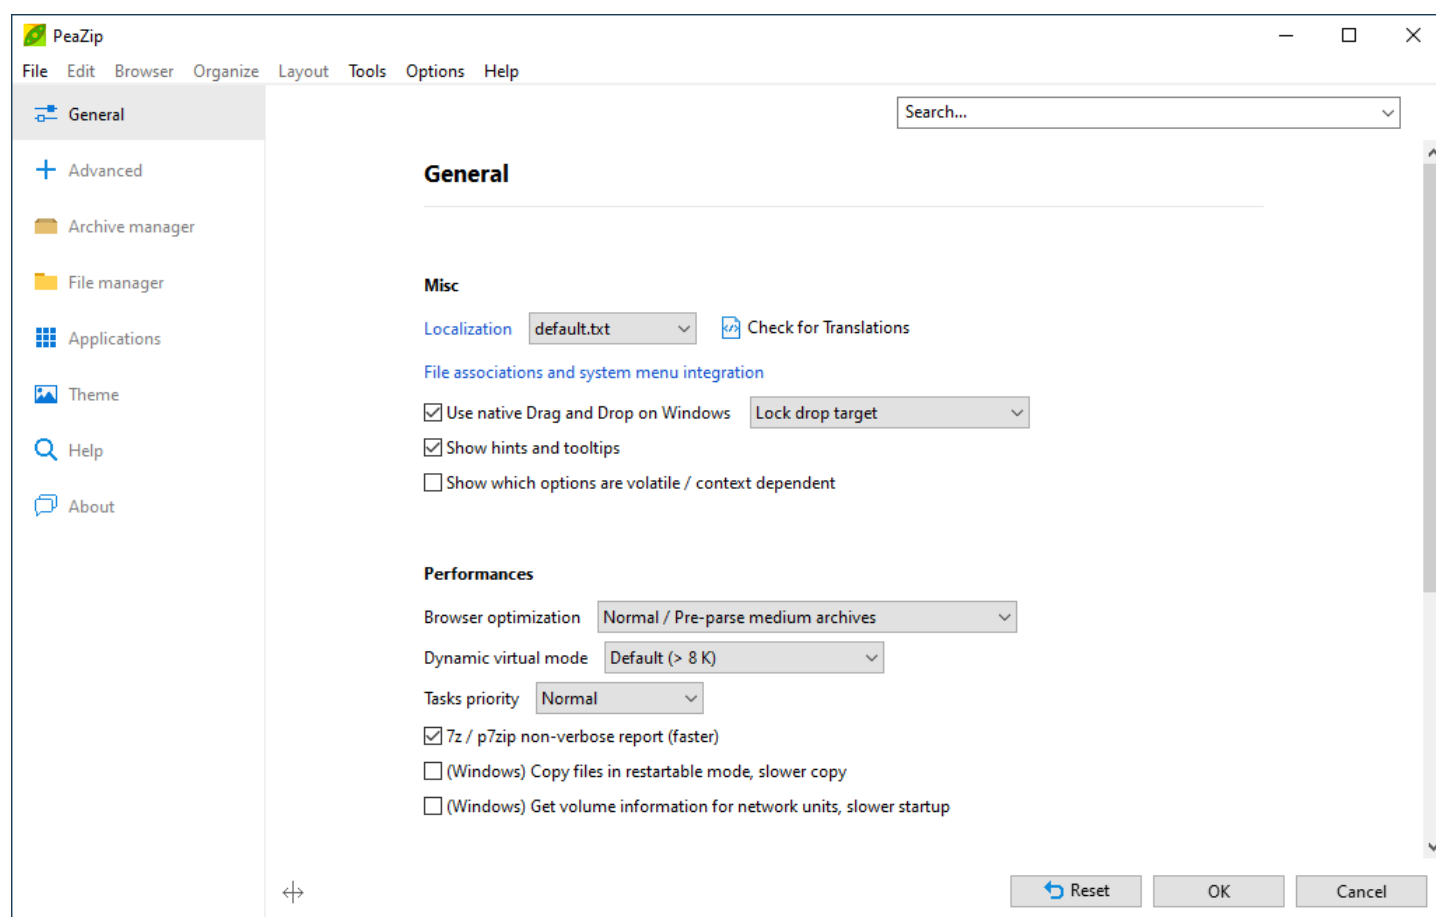 PeaZip
File Edit Browser Organize Layout Tools Options Help
General
Advanced
Archive manager
File manager
Applications
Theme
Help
About
Search...
General
Misc
Localization default.txt Check for Translations
File associations and system menu integration
Use native Drag and Drop on Windows Lock drop target
Show hints and tooltips
Show which options are volatile / context dependent
Performances
Browser optimization Normal / Pre-parse medium archives
Dynamic virtual mode Default (> 8 K)
Tasks priority Normal
7z / p7zip non-verbose report (faster)
(Windows) Copy files in restartable mode, slower copy
(Windows) Get volume information for network units, slower startup
Reset OK Cancel